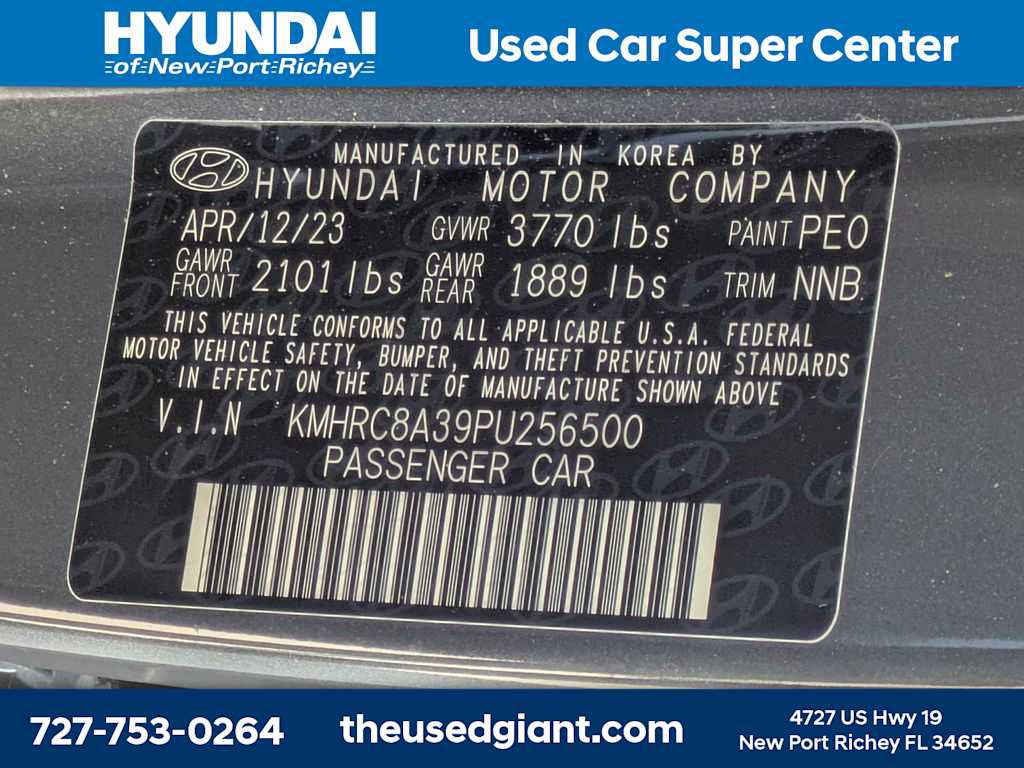 HYUNDAI
of New Port Richey
Used Car Super Center
MANUFACTURED IN KOREA BY
HYUNDAI MOTOR COMPANY
APR/12/23 GVWR 3770 lbs PAINT PE0
GAWR FRONT 2101 lbs GAWR REAR 1889 lbs TRIM NNB
THIS VEHICLE CONFORMS TO ALL APPLICABLE U.S.A. FEDERAL
MOTOR VEHICLE SAFETY, BUMPER, AND THEFT PREVENTION STANDARDS
IN EFFECT ON THE DATE OF MANUFACTURE SHOWN ABOVE
V.I.N KMHRC8A39PU256500
PASSENGER CAR
727-753-0264
theusedgiant.com
4727 US Hwy 19
New Port Richey FL 34652